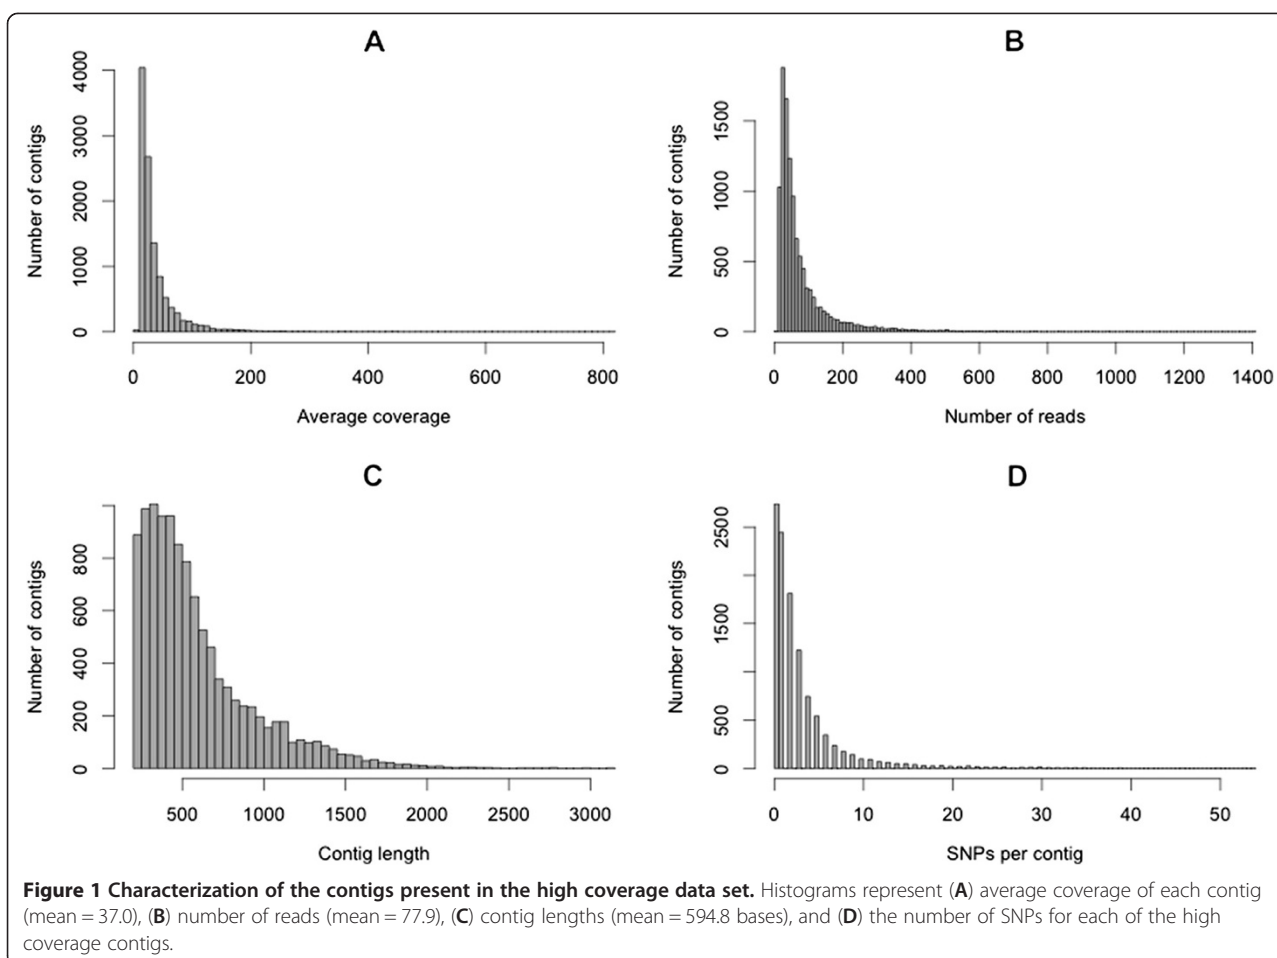 A
Number of contigs
0 1000 2000 3000 4000
0 200 400 600 800
Average coverage
B
Number of contigs
0 500 1000 1500
0 200 400 600 800 1000 1200 1400
Number of reads
C
Number of contigs
0 200 400 600 800
500 1000 1500 2000 2500 3000
Contig length
D
Number of contigs
0 500 1500 2500
0 10 20 30 40 50
SNPs per contig
Figure 1 Characterization of the contigs present in the high coverage data set. Histograms represent (A) average coverage of each contig
(mean = 37.0), (B) number of reads (mean = 77.9), (C) contig lengths (mean = 594.8 bases), and (D) the number of SNPs for each of the high
coverage contigs.